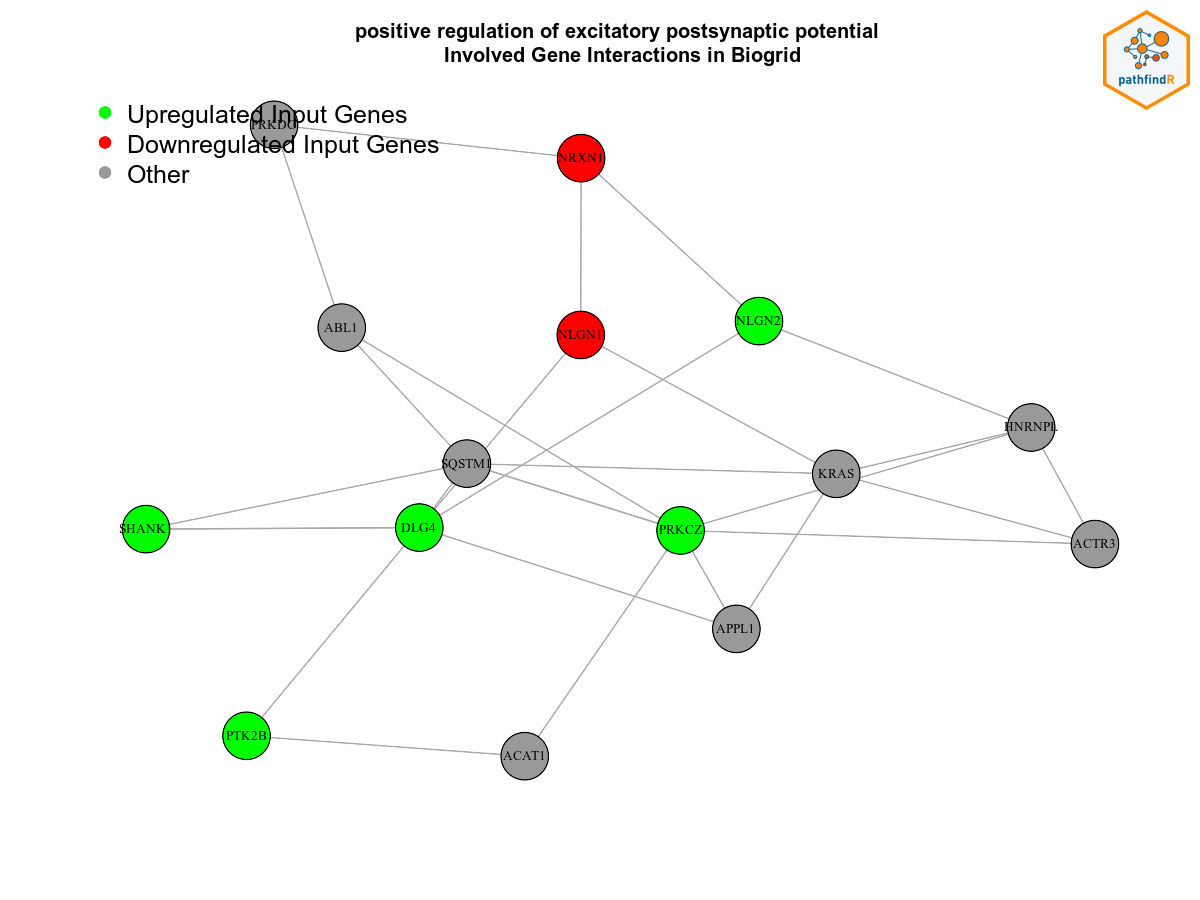 positive regulation of excitatory postsynaptic potential
Involved Gene Interactions in Biogrid
pathfindR
Upregulated Input Genes
PRKDC
Downregulated Input Genes
NRXN1
Other
NLGN2
ABL1
NLGN1
HNRNPL
SQSTM1
KRAS
SHANK
DLG4
PRKCZ
ACTR3
APPL1
PTK2B
ACAT1